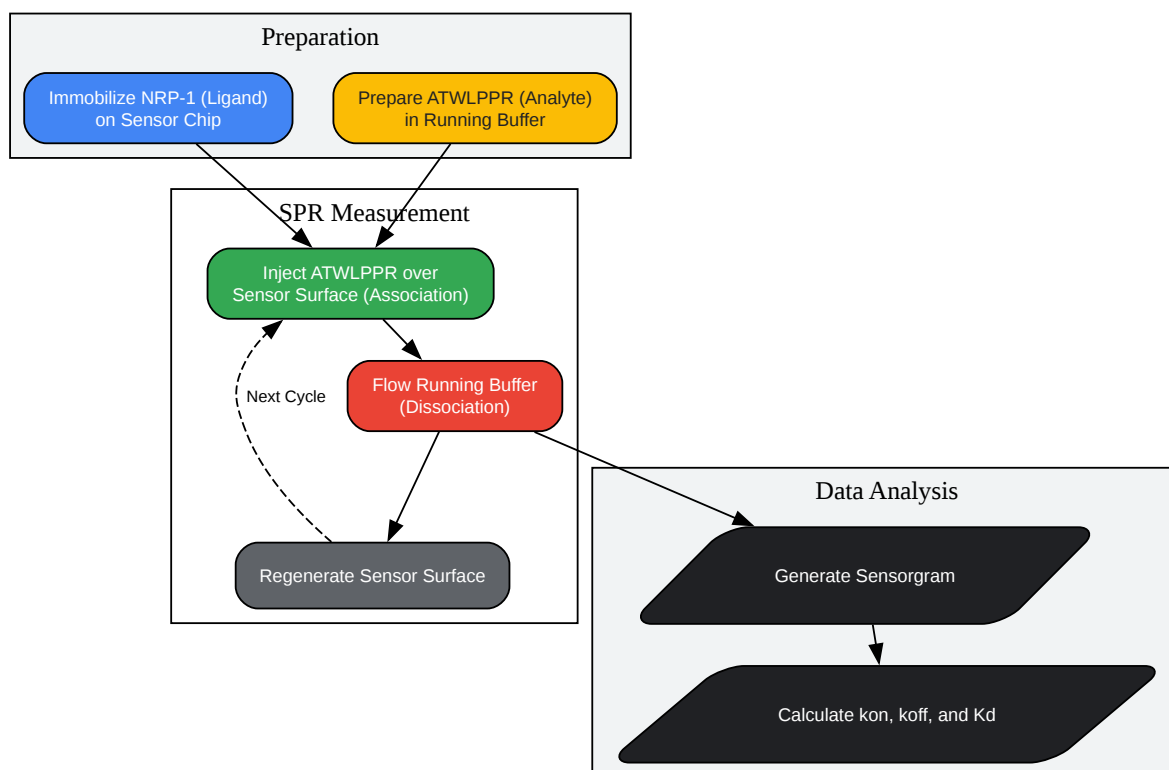 Preparation
Immobilize NRP-1 (Ligand)
on Sensor Chip
Prepare ATWLPPR (Analyte)
in Running Buffer
SPR Measurement
Inject ATWLPPR over
Sensor Surface (Association)
Next Cycle
Flow Running Buffer
(Dissociation)
Regenerate Sensor Surface
Data Analysis
Generate Sensorgram
Calculate kon, koff, and Kd